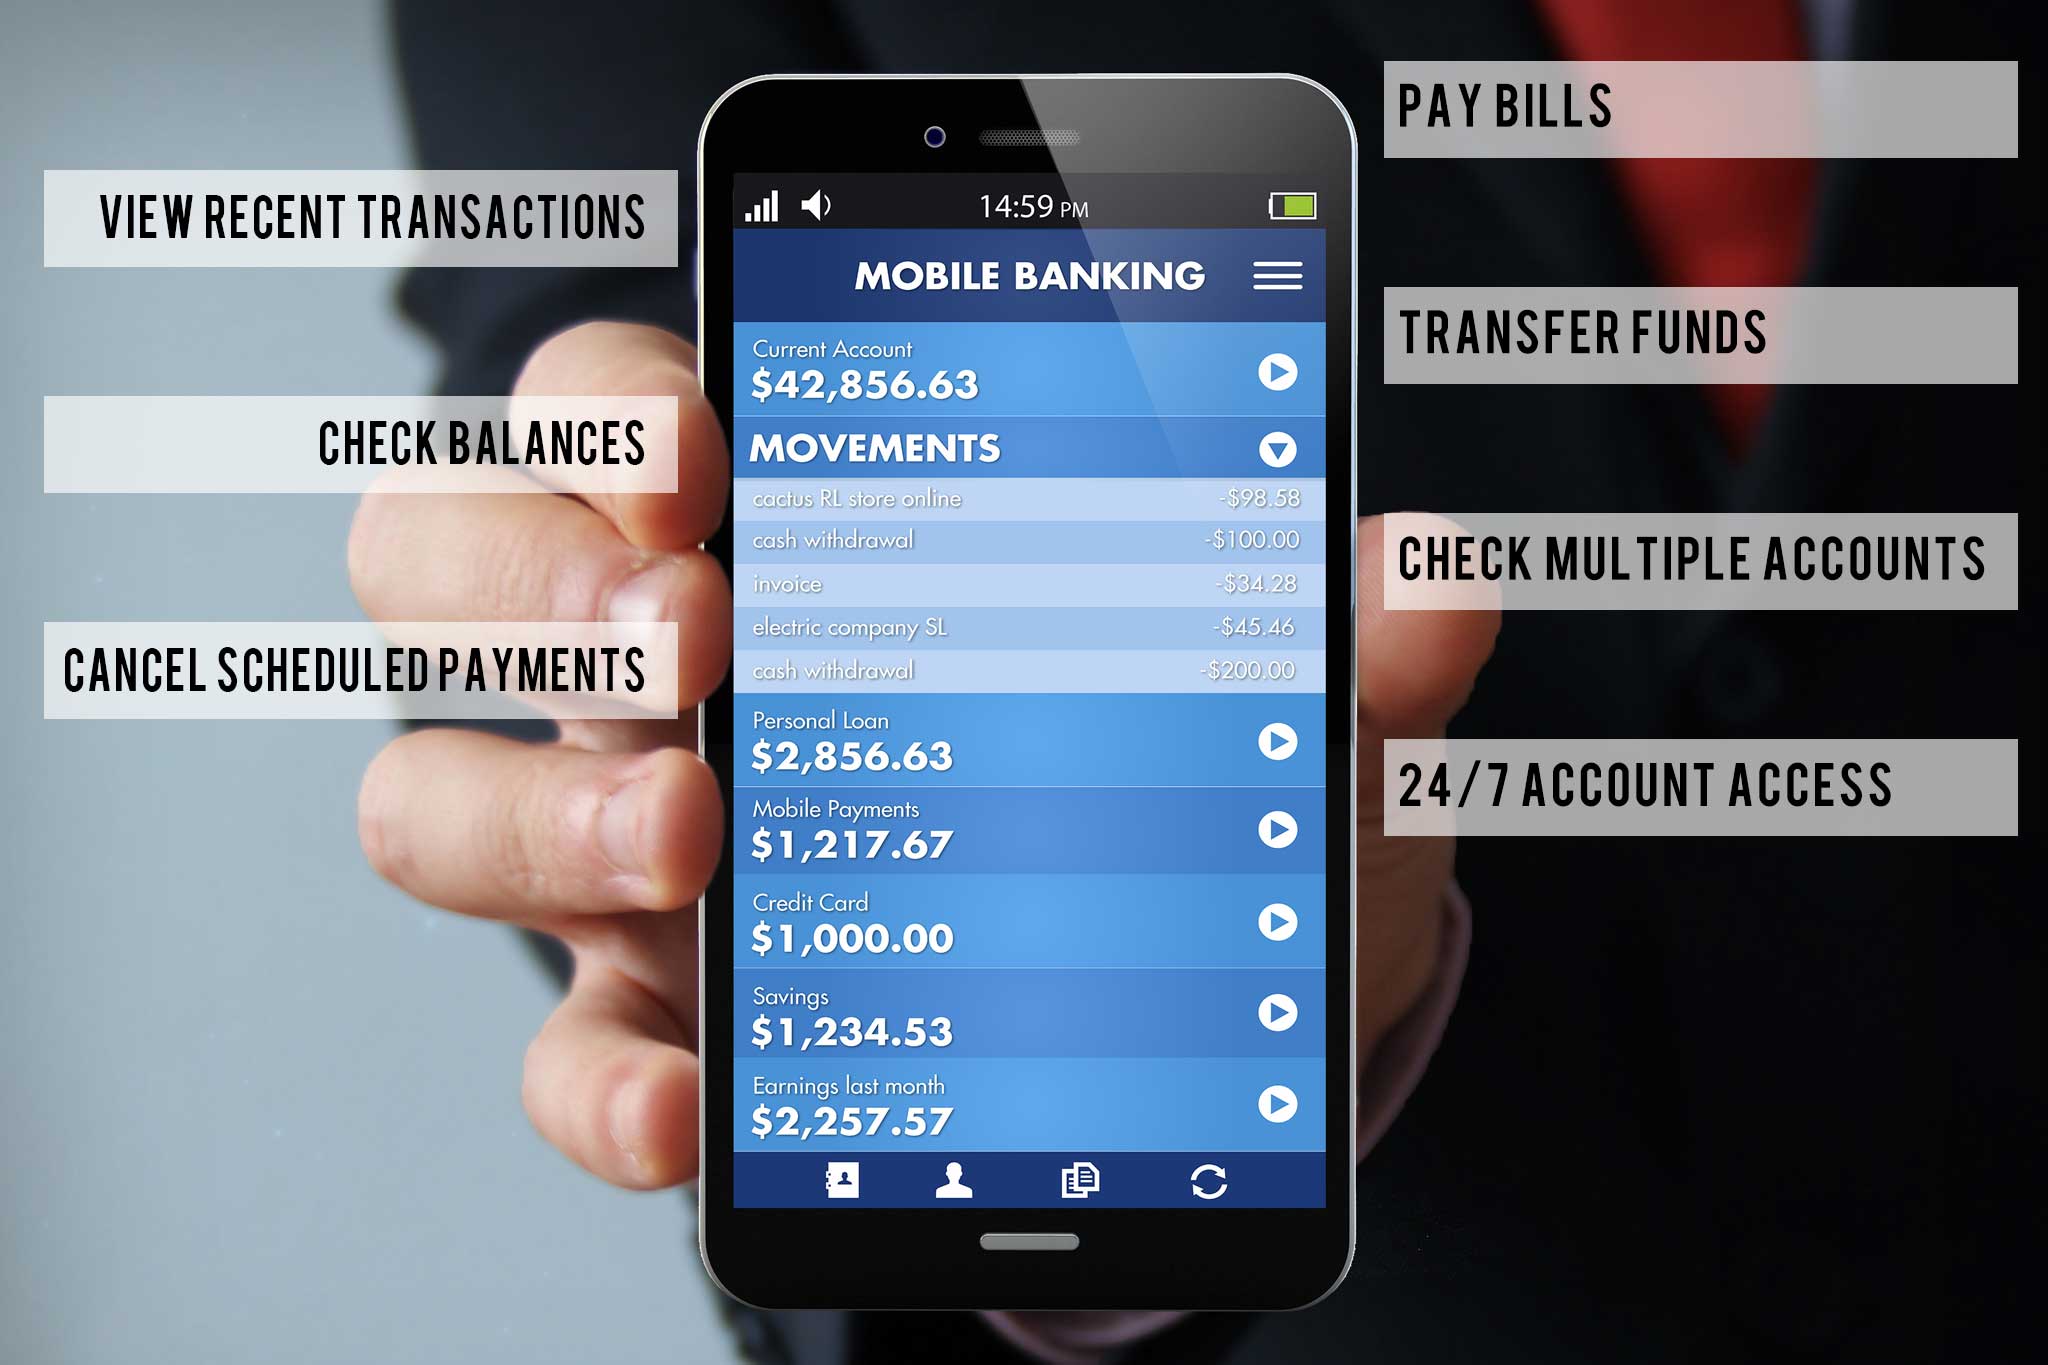 VIEW RECENT TRANSACTIONS
CHECK BALANCES
CANCEL SCHEDULED PAYMENTS
14:59 PM
MOBILE BANKING
Current Account
$42,856.63
MOVEMENTS
cactus RL store online -$98.58
cash withdrawal -$100.00
invoice -$34.28
electric company SL -$45.46
cash withdrawal -$200.00
Personal Loan
$2,856.63
Mobile Payments
$1,217.67
Credit Card
$1,000.00
Savings
$1,234.53
Earnings last month
$2,257.57
PAY BILLS
TRANSFER FUNDS
CHECK MULTIPLE ACCOUNTS
24/7 ACCOUNT ACCESS